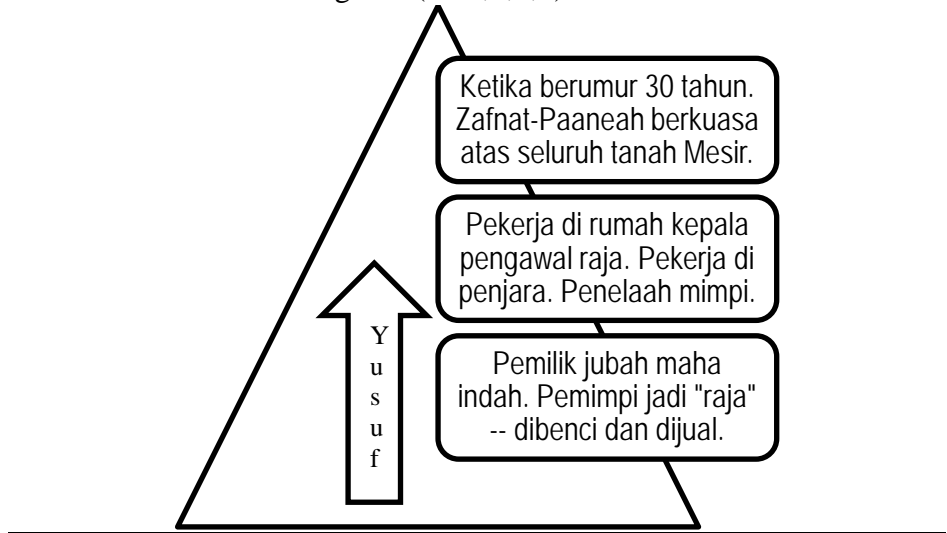 Ketika berumur 30 tahun.
Zafnat-Paaneah berkuasa
atas seluruh tanah Mesir.
Pekerja di rumah kepala
pengawal raja. Pekerja di
penjara. Penelaah mimpi.
Pemilik jubah maha
indah. Pemimpi jadi "raja"
-- dibenci dan dijual.
Y
u
s
u
f